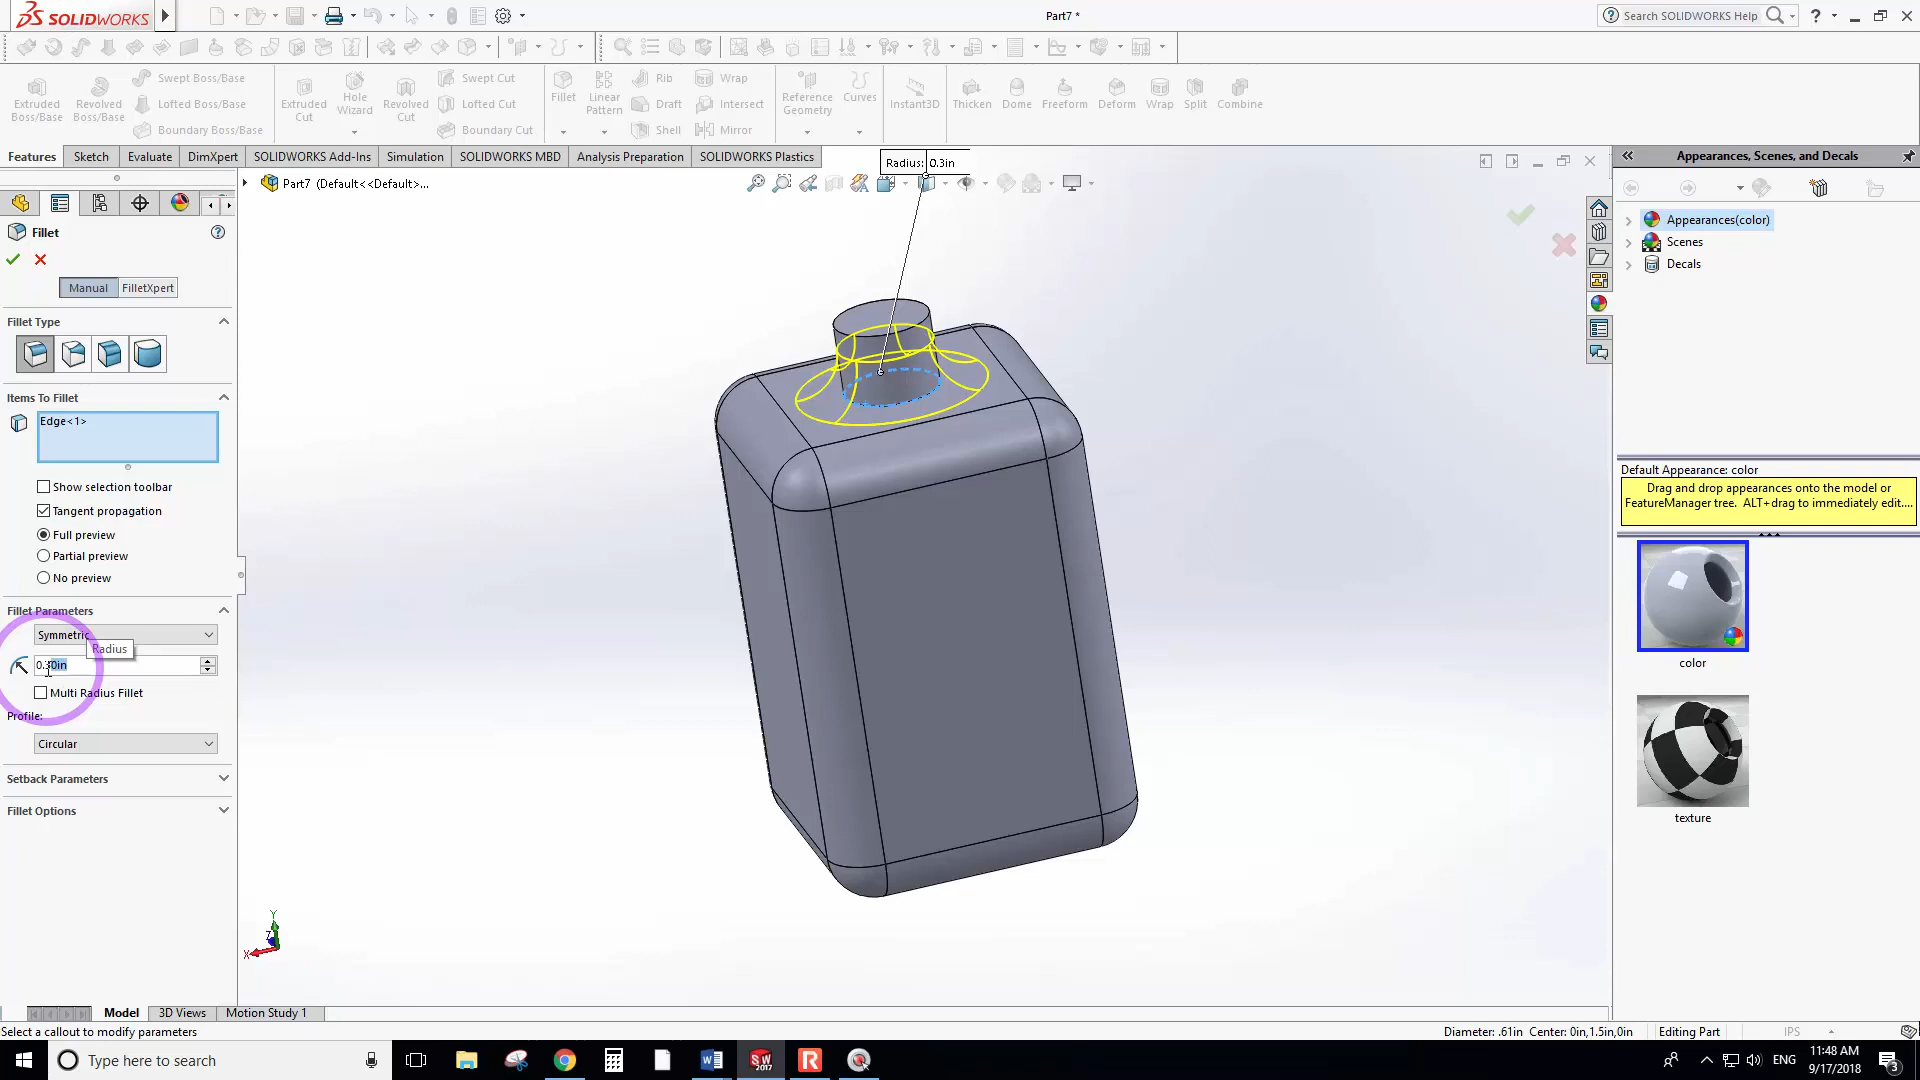 SOLIDWORKS
Part7 *
Search SOLIDWORKS Help
Extruded Boss/Base
Revolved Boss/Base
Swept Boss/Base
Lofted Boss/Base
Boundary Boss/Base
Extruded Cut
Hole Wizard
Revolved Cut
Swept Cut
Lofted Cut
Boundary Cut
Fillet
Linear Pattern
Rib
Draft
Shell
Wrap
Intersect
Mirror
Reference Geometry
Curves
Instant3D
Thicken
Dome
Freeform
Deform
Wrap
Split
Combine
Features
Sketch
Evaluate
DimXpert
SOLIDWORKS Add-Ins
Simulation
SOLIDWORKS MBD
Analysis Preparation
SOLIDWORKS Plastics
Part7 (Default<<Default>...
Radius: 0.3in
Fillet
Manual
FilletXpert
Fillet Type
Items To Fillet
Edge<1>
Show selection toolbar
Tangent propagation
Full preview
Partial preview
No preview
Fillet Parameters
Symmetric
Radius
0.30in
Multi Radius Fillet
Profile:
Circular
Setback Parameters
Fillet Options
Y
Z
X
Appearances, Scenes, and Decals
Appearances(color)
Scenes
Decals
Default Appearance: color
Drag and drop appearances onto the model or
FeatureManager tree. ALT+drag to immediately edit....
color
texture
Model
3D Views
Motion Study 1
Select a callout to modify parameters
Diameter: .61in Center: 0in,1.5in,0in
Editing Part
IPS
Type here to search
SW
2017
ENG
11:48 AM
9/17/2018
3